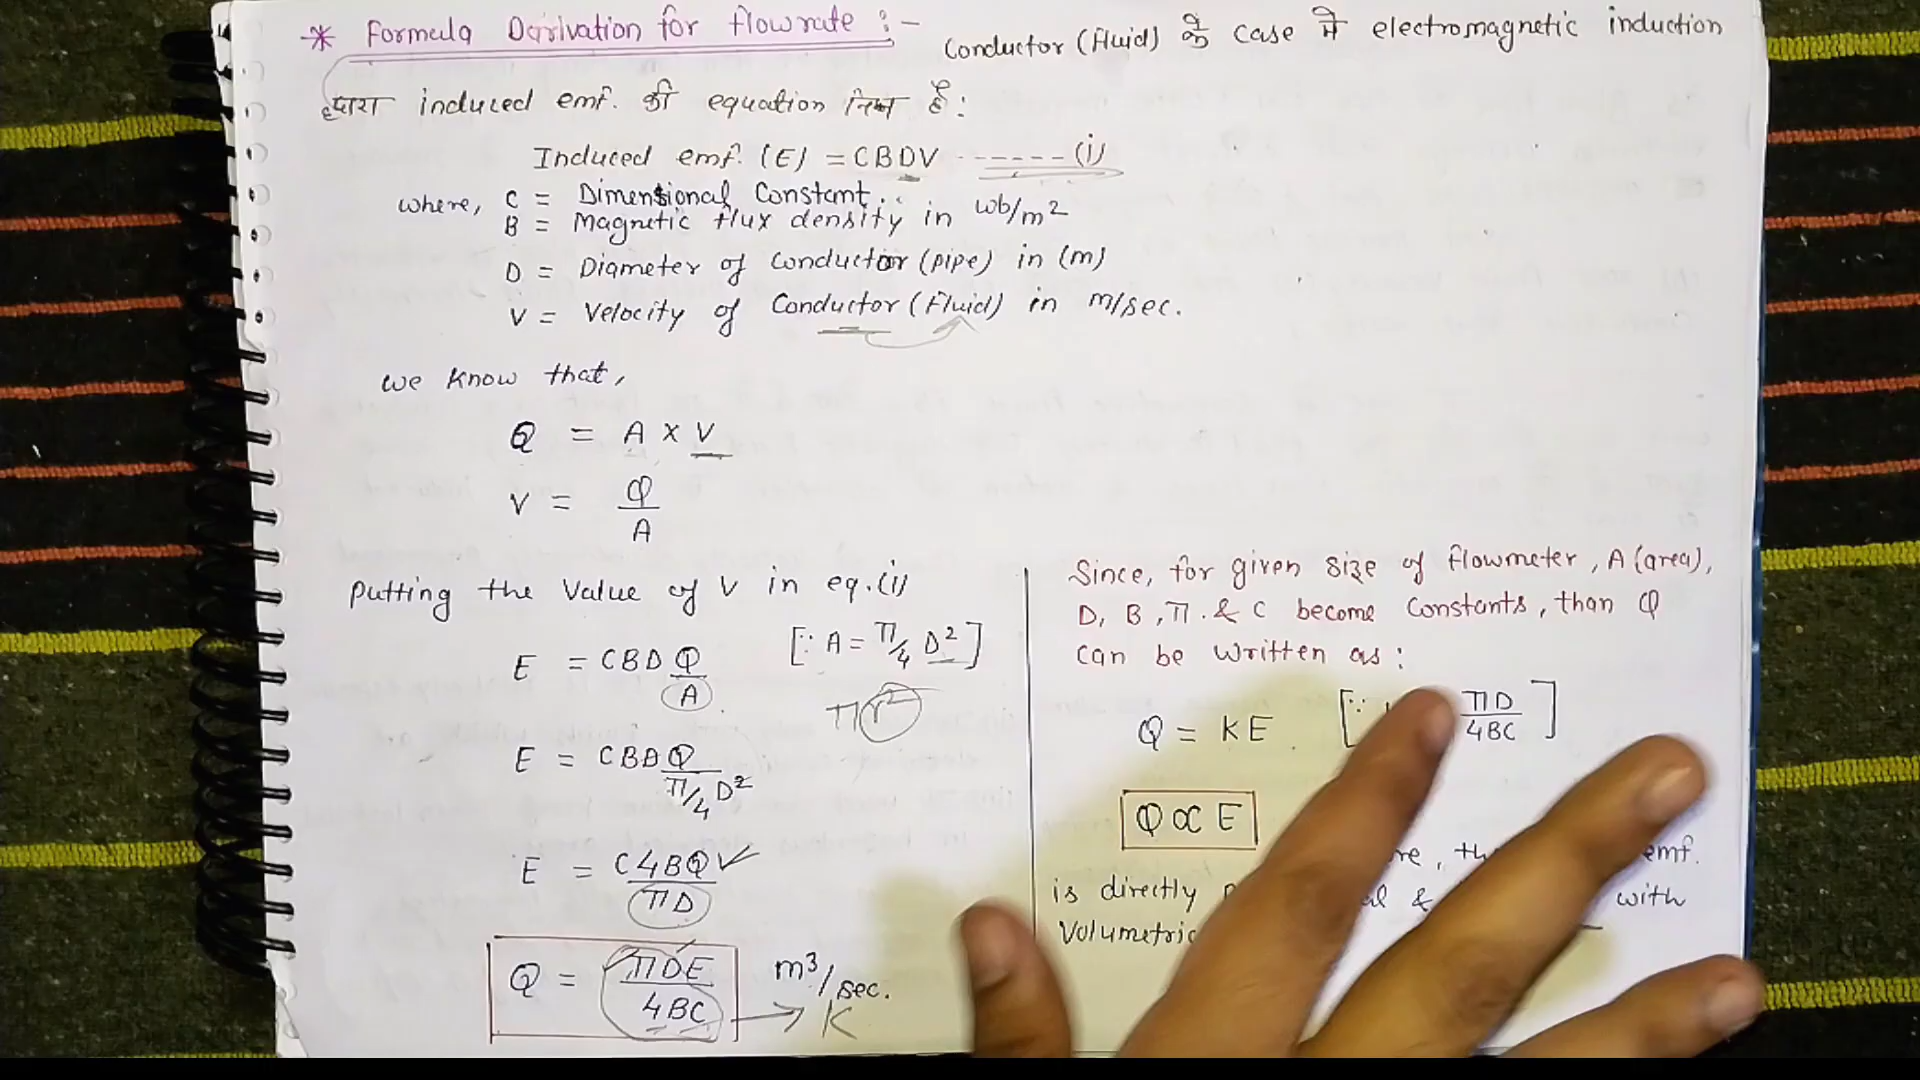 * Formula Darivation for flowrate :-
Conductor (Fluid) के case में electromagnetic induction
द्वारा induced emf. की equation निम्न है :
Induced emf. (E) = CBDV ------ (i)
where, C = Dimensional Constant.
B = Magnetic flux density in wb/m²
D = Diameter of Conductor (pipe) in (m)
V = Velocity of Conductor (Fluid) in m/sec.
we know that,
Q = A × V
V = Q/A
putting the Value of V in eq.(i)
E = CBD Q/A [∵ A = π/4 D²]
πr²
E = CBD Q/π/4 D²
E = C4BQ/πD
Q = πDE/4BC m³/sec.
K
Since, for given size of flowmeter, A (area),
D, B, π. & C become Constants, than Q
can be written as :
Q = KE [∵ πD/4BC]
Q ∝ E
emf.
is directly & with
Volumetric